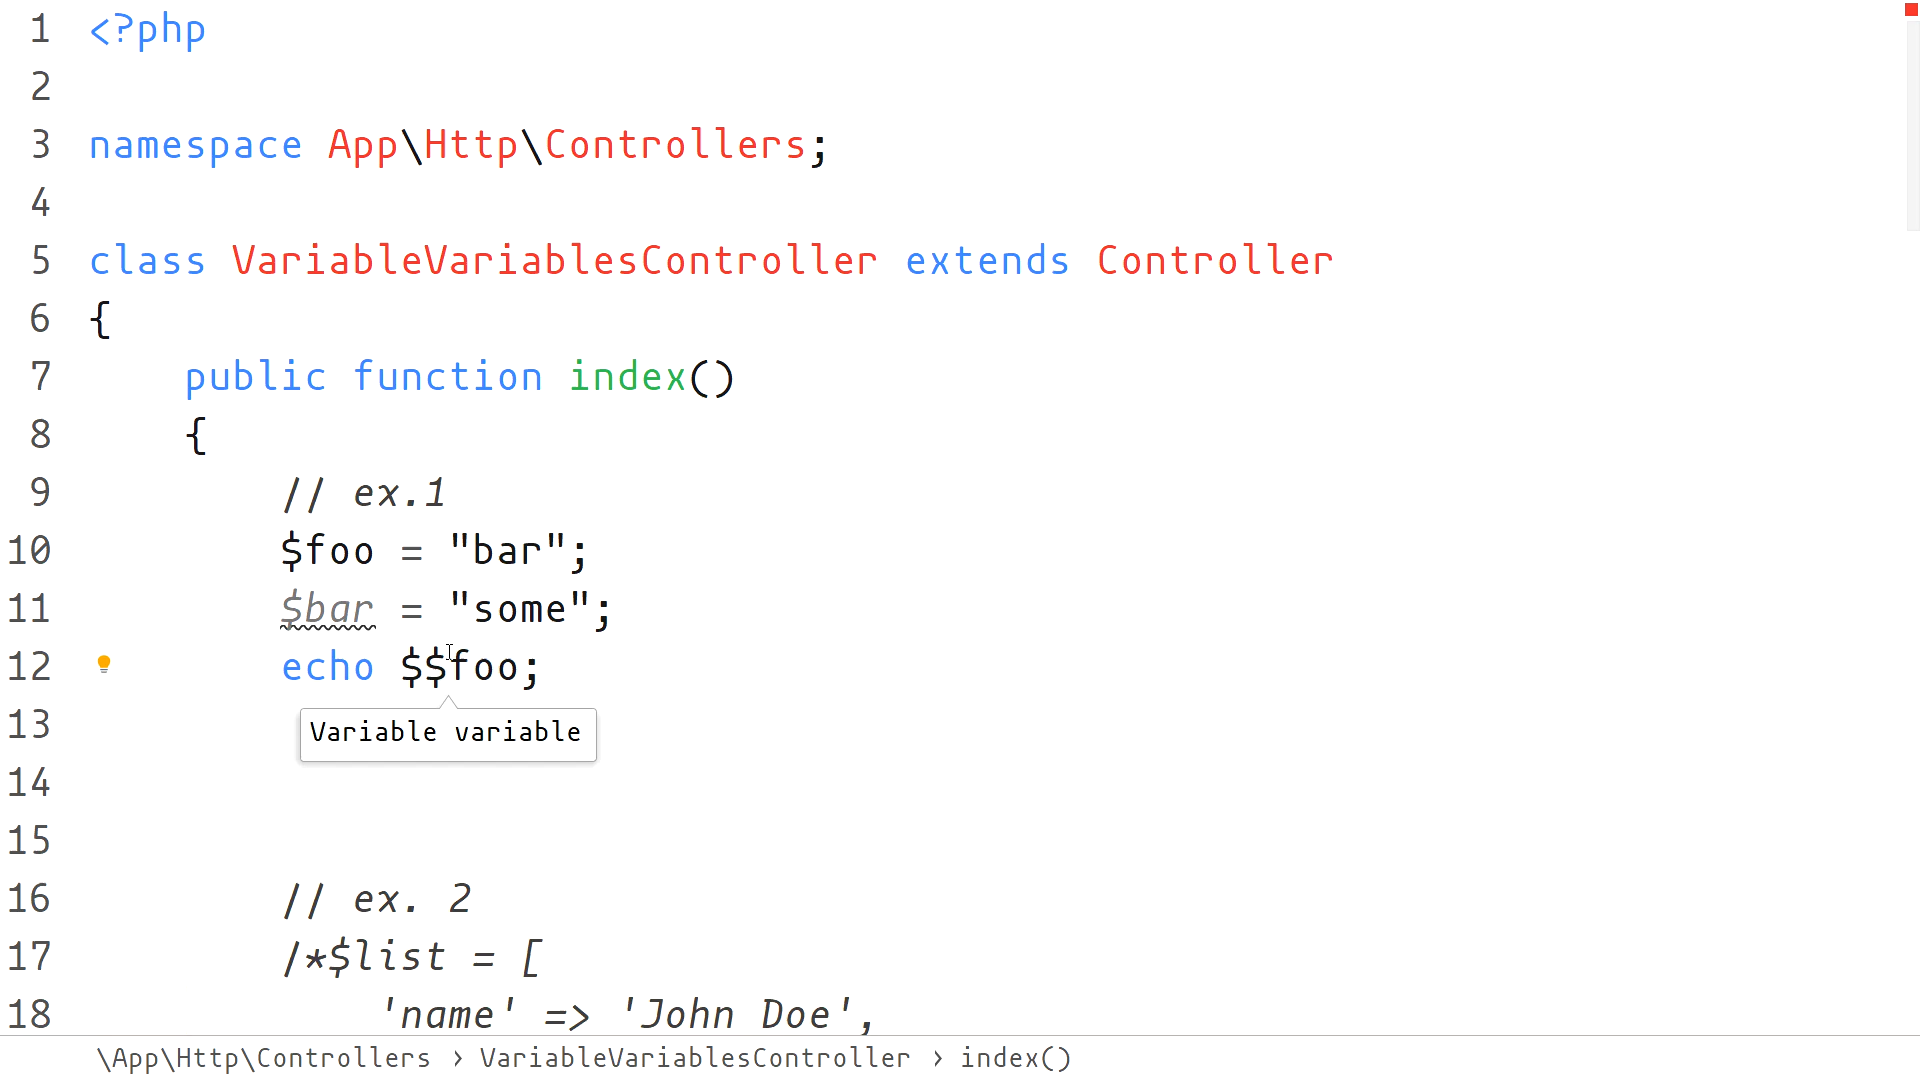 1 <?php
2
3 namespace App\Http\Controllers;
4
5 class VariableVariablesController extends Controller
6 {
7 public function index()
8 {
9 // ex.1
10 $foo = "bar";
11 $bar = "some";
12 echo $$foo;
13 Variable variable
14
15
16 // ex. 2
17 /*$list = [
18 'name' => 'John Doe',
\App\Http\Controllers › VariableVariablesController › index()